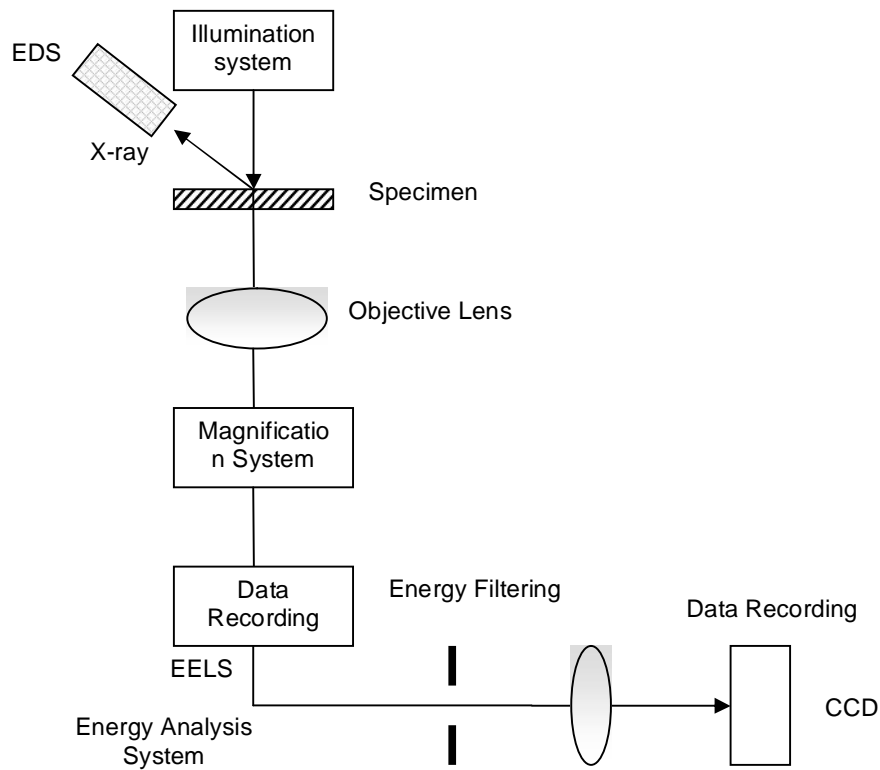 Illumination
system
EDS
X-ray
Specimen
Objective Lens
Magnificatio
n System
Data
Recording
Energy Filtering
Data Recording
EELS
CCD
Energy Analysis
System